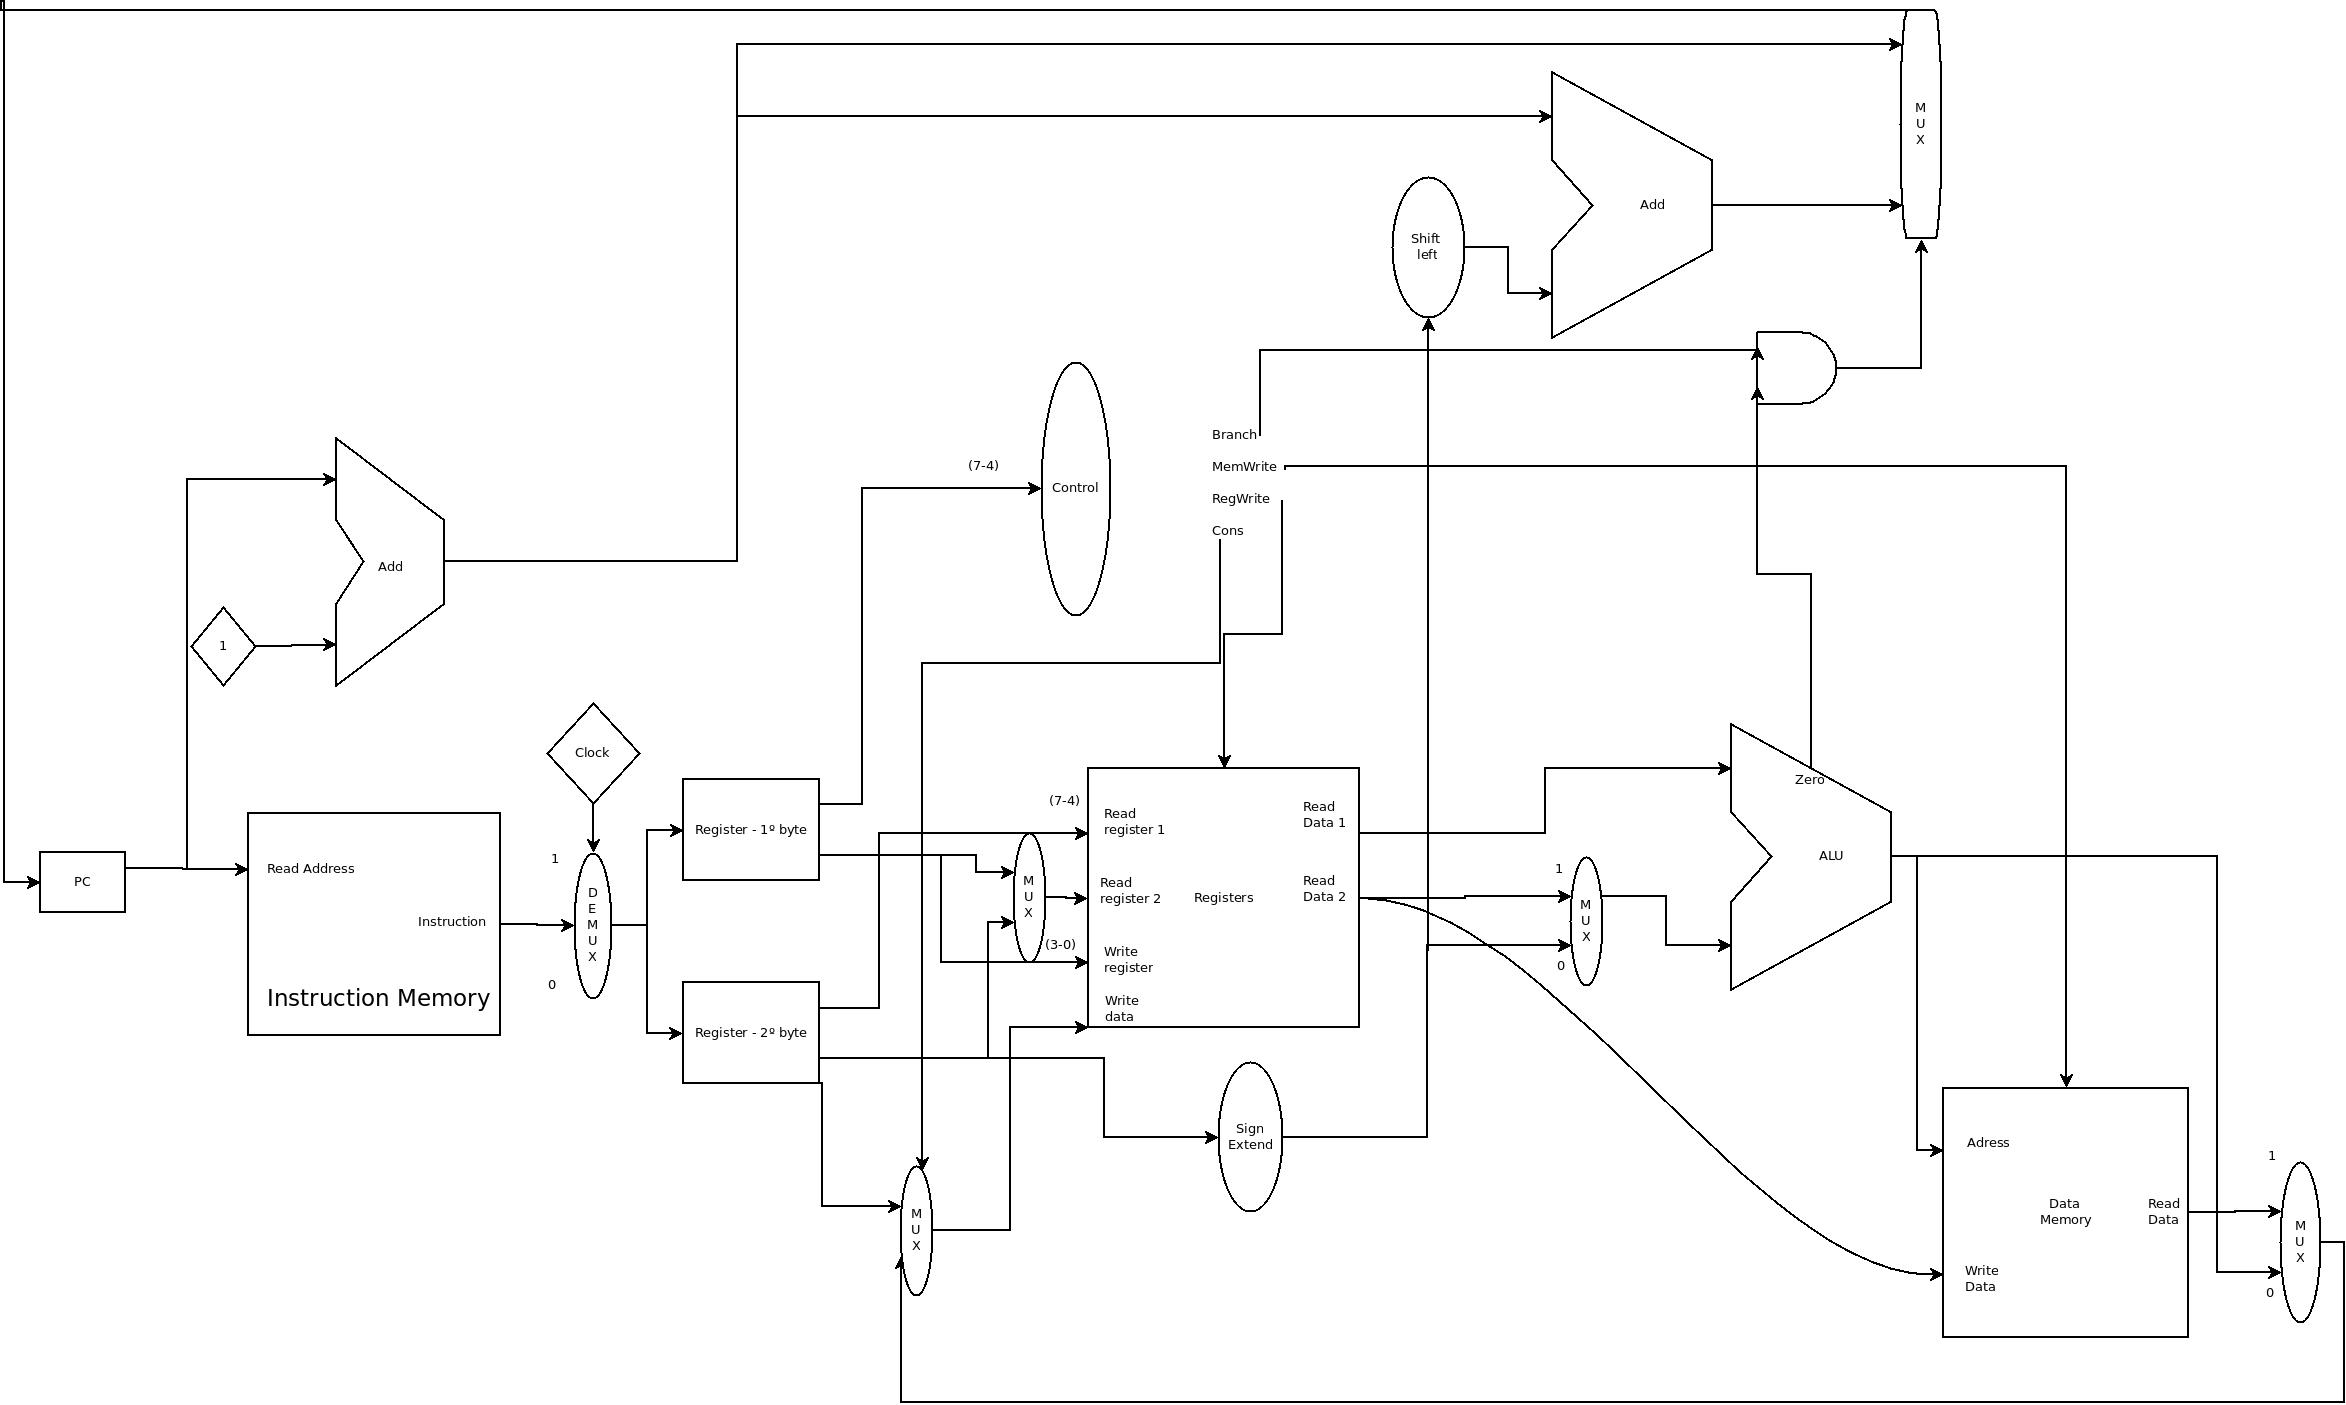 M
U
X
Add
Shift
left
Branch
(7-4)
MemWrite
Control
RegWrite
Cons
Add
1
Clock
Zero
(7-4)
Read
register 1
Read
Data 1
Register - 1º byte
1
D
E
M
U
X
0
PC
Read Address
Instruction
Instruction Memory
M
U
X
Read
register 2
Registers
Read
Data 2
(3-0)
Write
register
Write
data
1
M
U
X
0
ALU
Register - 2º byte
Sign
Extend
M
U
X
Adress
Data
Memory
Read
Data
Write
Data
1
M
U
X
0